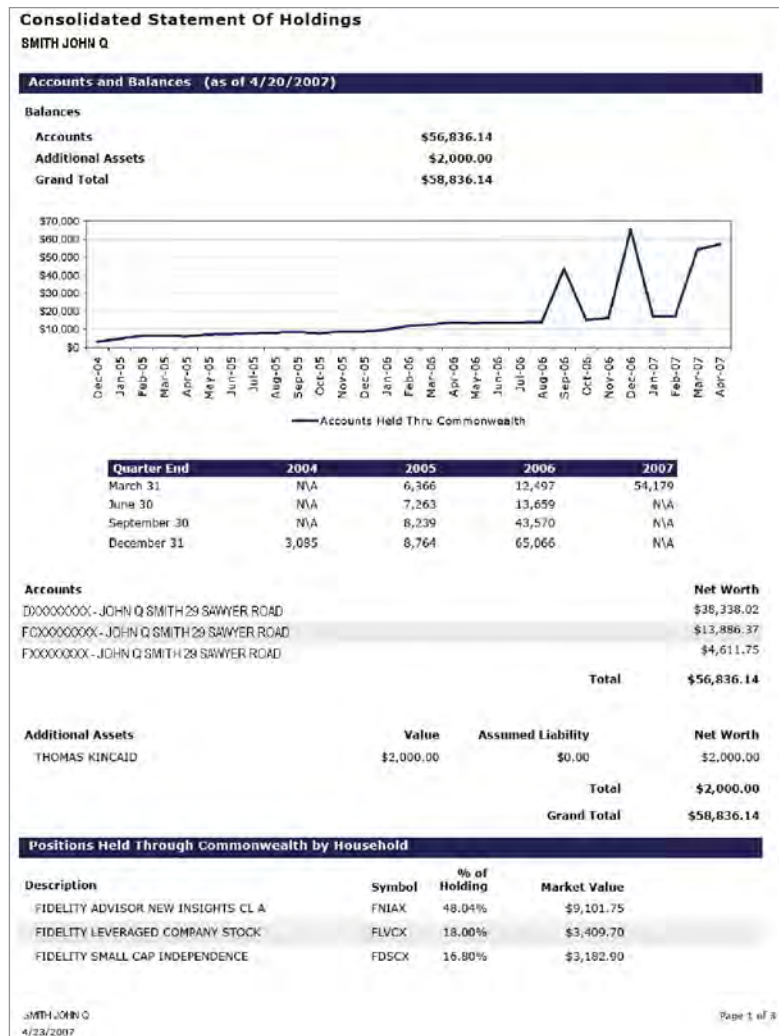 Consolidated Statement Of Holdings
SMITH JOHN Q
Accounts and Balances (as of 4/20/2007)
Balances
Accounts $56,836.14
Additional Assets $2,000.00
Grand Total $58,836.14
$70,000
$60,000
$50,000
$40,000
$30,000
$20,000
$10,000
$0
Dec-04 Jan-05 Feb-05 Mar-05 Apr-05 May-05 Jun-05 Jul-05 Aug-05 Sep-05 Oct-05 Nov-05 Dec-05 Jan-06 Feb-06 Mar-06 Apr-06 May-06 Jun-06 Jul-06 Aug-06 Sep-06 Oct-06 Nov-06 Dec-06 Jan-07 Feb-07 Mar-07 Apr-07
Accounts Held Thru Commonwealth
Quarter End 2004 2005 2006 2007
March 31 N\A 6,366 12,497 54,179
June 30 N\A 7,263 13,659 N\A
September 30 N\A 8,239 43,570 N\A
December 31 3,085 8,764 65,066 N\A
Accounts Net Worth
DXXXXXXXX - JOHN Q SMITH 29 SAWYER ROAD $38,338.02
FCXXXXXXXX - JOHN Q SMITH 29 SAWYER ROAD $13,886.37
FXXXXXXXX - JOHN Q SMITH 29 SAWYER ROAD $4,611.75
Total $56,836.14
Additional Assets Value Assumed Liability Net Worth
THOMAS KINCAID $2,000.00 $0.00 $2,000.00
Total $2,000.00
Grand Total $58,836.14
Positions Held Through Commonwealth by Household
Description Symbol % of Holding Market Value
FIDELITY ADVISOR NEW INSIGHTS CL A FNIAX 48.04% $9,101.75
FIDELITY LEVERAGED COMPANY STOCK FLVCX 18.00% $3,409.70
FIDELITY SMALL CAP INDEPENDENCE FDSCX 16.80% $3,182.90
SMITH JOHN Q Page 1 of 3
4/23/2007